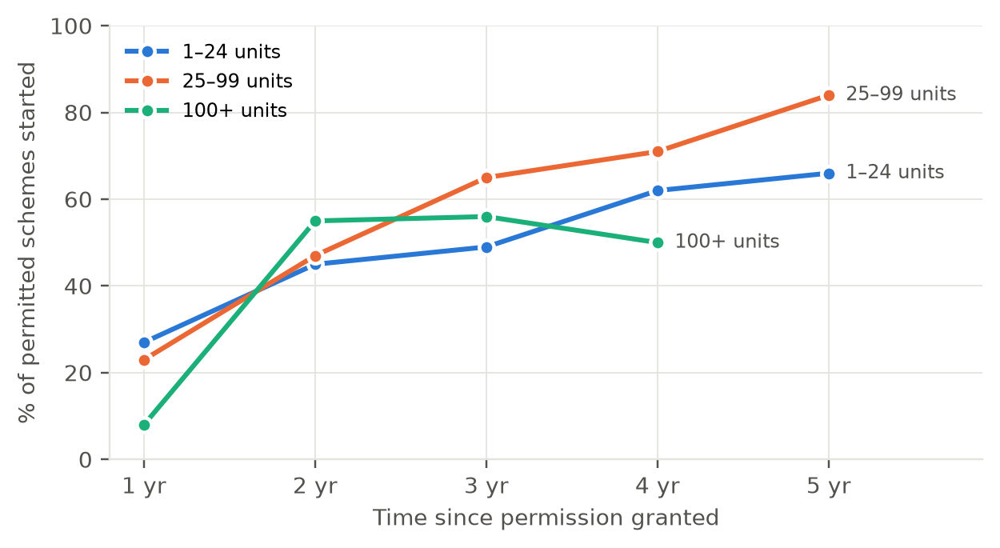 % of permitted schemes started
100
80
60
40
20
0
1–24 units
25–99 units
100+ units
25–99 units
1–24 units
100+ units
1 yr 2 yr 3 yr 4 yr 5 yr
Time since permission granted